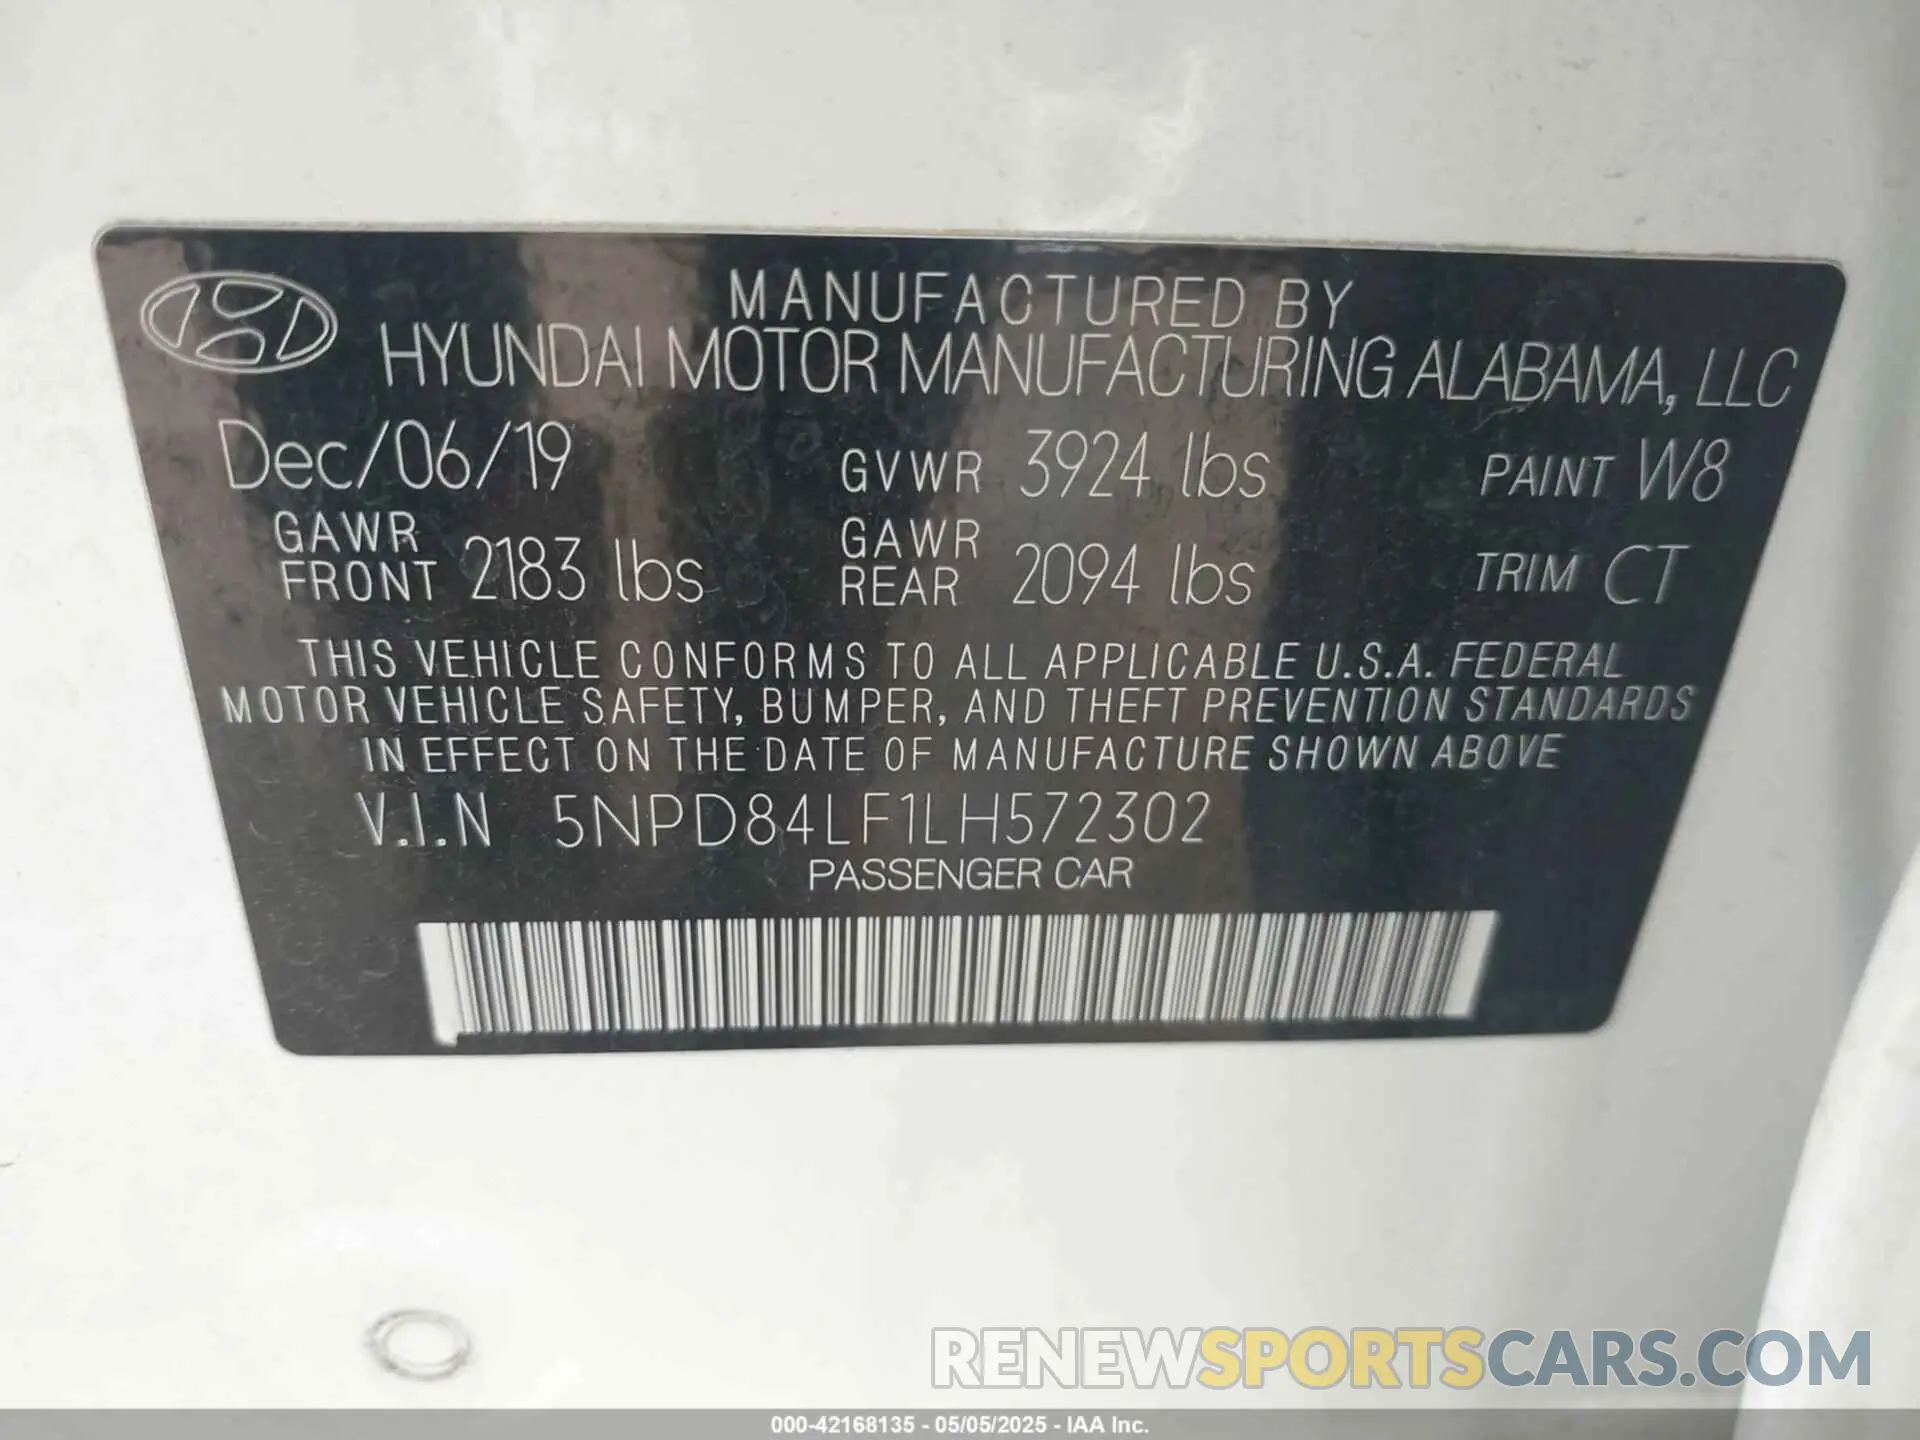 MANUFACTURED BY
HYUNDAI MOTOR MANUFACTURING ALABAMA, LLC
Dec/06/19 GVWR 3924 lbs PAINT W8
GAWR FRONT 2183 lbs GAWR REAR 2094 lbs TRIM CT
THIS VEHICLE CONFORMS TO ALL APPLICABLE U.S.A. FEDERAL
MOTOR VEHICLE SAFETY, BUMPER, AND THEFT PREVENTION STANDARDS
IN EFFECT ON THE DATE OF MANUFACTURE SHOWN ABOVE
V.I.N 5NPD84LF1LH572302
PASSENGER CAR
RENEWSPORTSCARS.COM
000-42168135 - 05/05/2025 - IAA Inc.